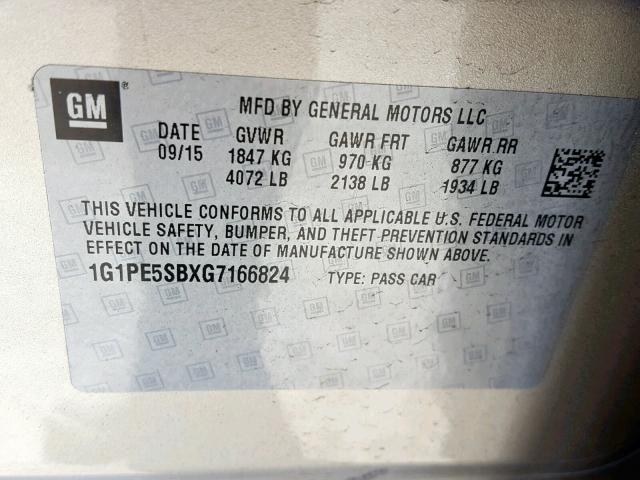 GM ®
MFD BY GENERAL MOTORS LLC
DATE GVWR GAWR FRT GAWR RR
09/15 1847 KG 970 KG 877 KG
4072 LB 2138 LB 1934 LB
THIS VEHICLE CONFORMS TO ALL APPLICABLE U.S. FEDERAL MOTOR
VEHICLE SAFETY, BUMPER, AND THEFT PREVENTION STANDARDS IN
EFFECT ON THE DATE OF MANUFACTURE SHOWN ABOVE.
1G1PE5SBXG7166824 TYPE: PASS CAR